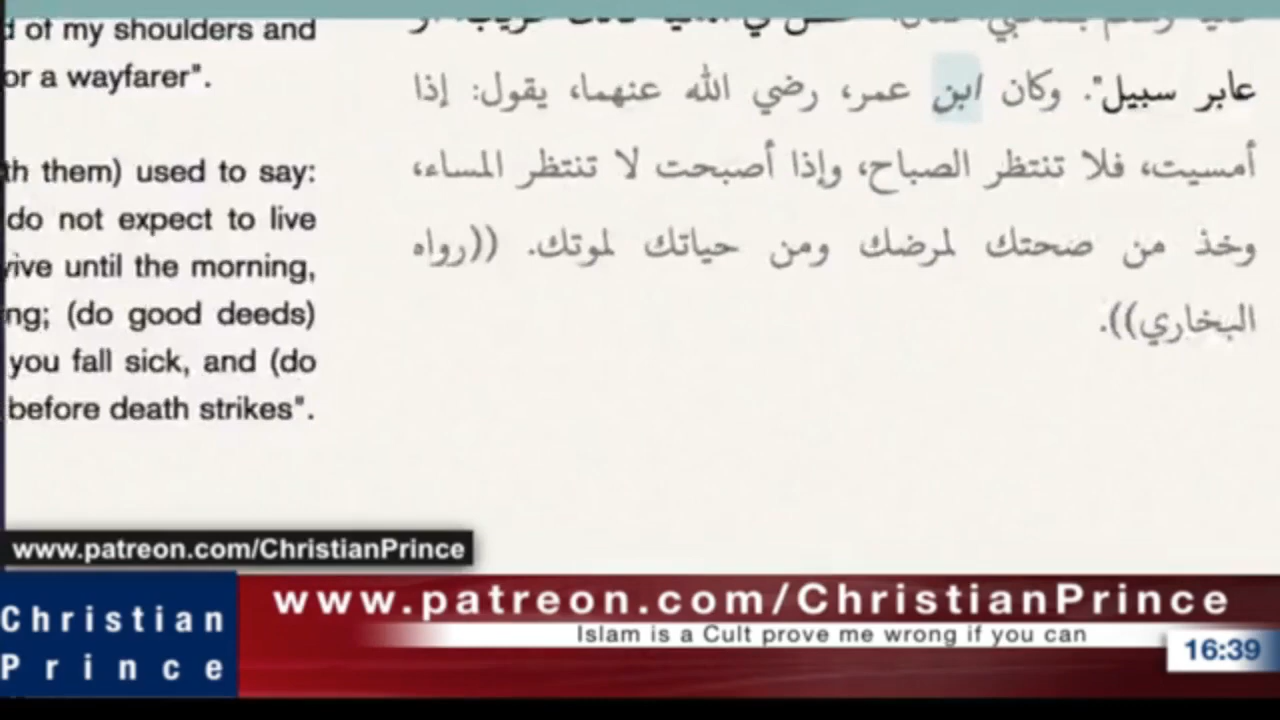 d of my shoulders and
or a wayfarer".
th them) used to say:
do not expect to live
vive until the morning,
ng; (do good deeds)
you fall sick, and (do
before death strikes".
عابر سبيل". وكان ابن عمر، رضي الله عنهما، يقول: إذا
أمسيت، فلا تنتظر الصباح، وإذا أصبحت لا تنتظر المساء،
وخذ من صحتك لمرضك ومن حياتك لموتك. ((رواه
البخاري)).
www.patreon.com/ChristianPrince
Christian
Prince
www.patreon.com/ChristianPrince
Islam is a Cult prove me wrong if you can
16:39